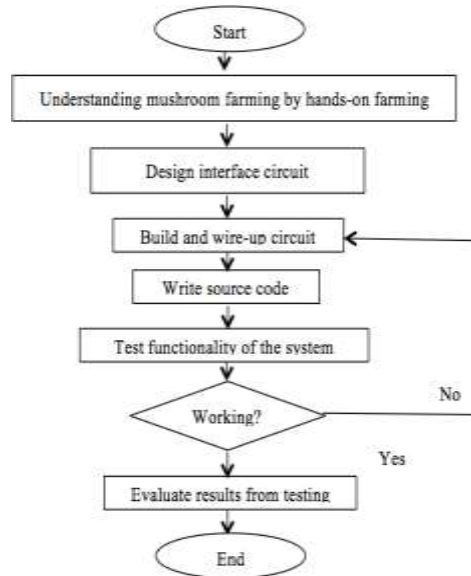 Start
Understanding mushroom farming by hands-on farming
Design interface circuit
Build and wire-up circuit
Write source code
Test functionality of the system
No
Working?
Yes
Evaluate results from testing
End